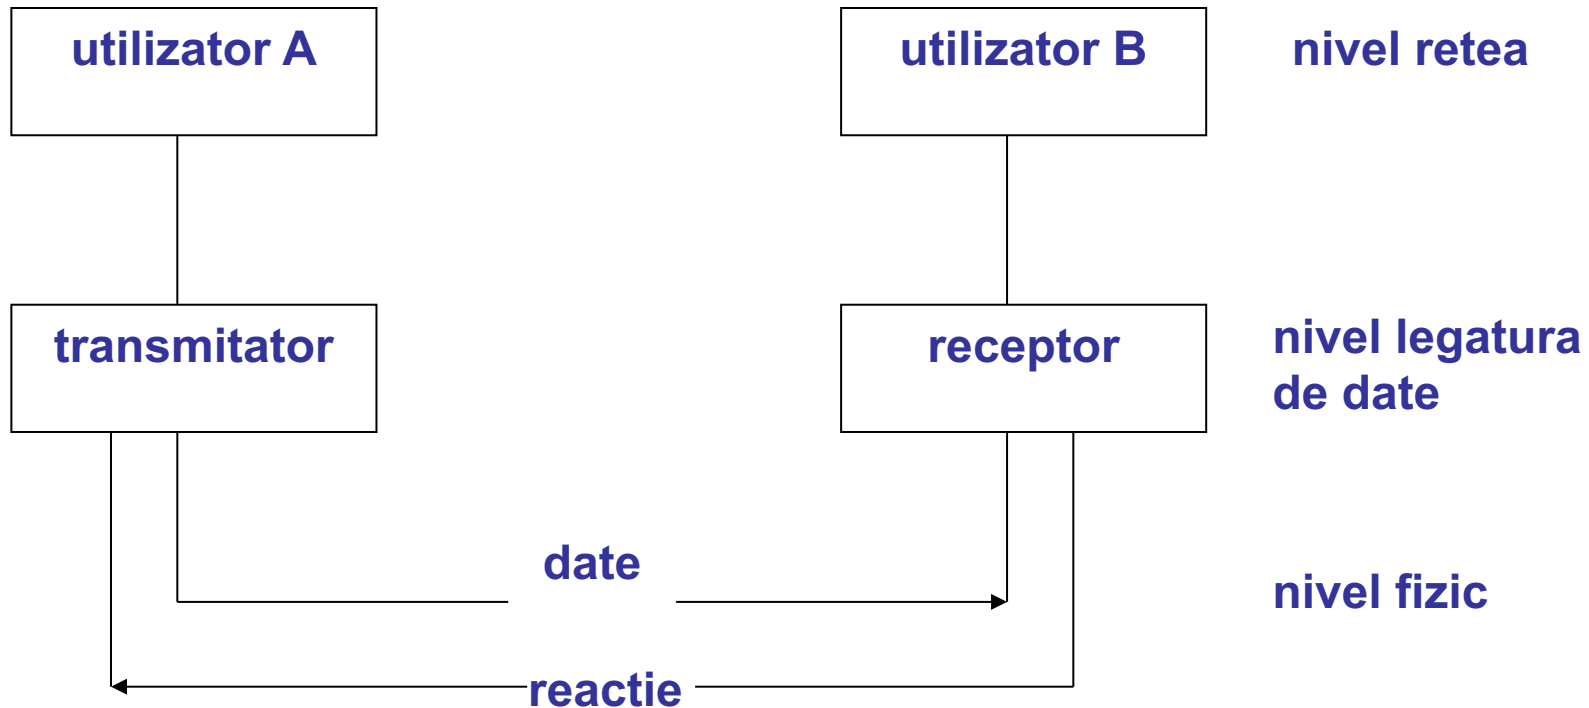 utilizator A
utilizator B
nivel retea
transmitator
receptor
nivel legatura
de date
date
nivel fizic
reactie